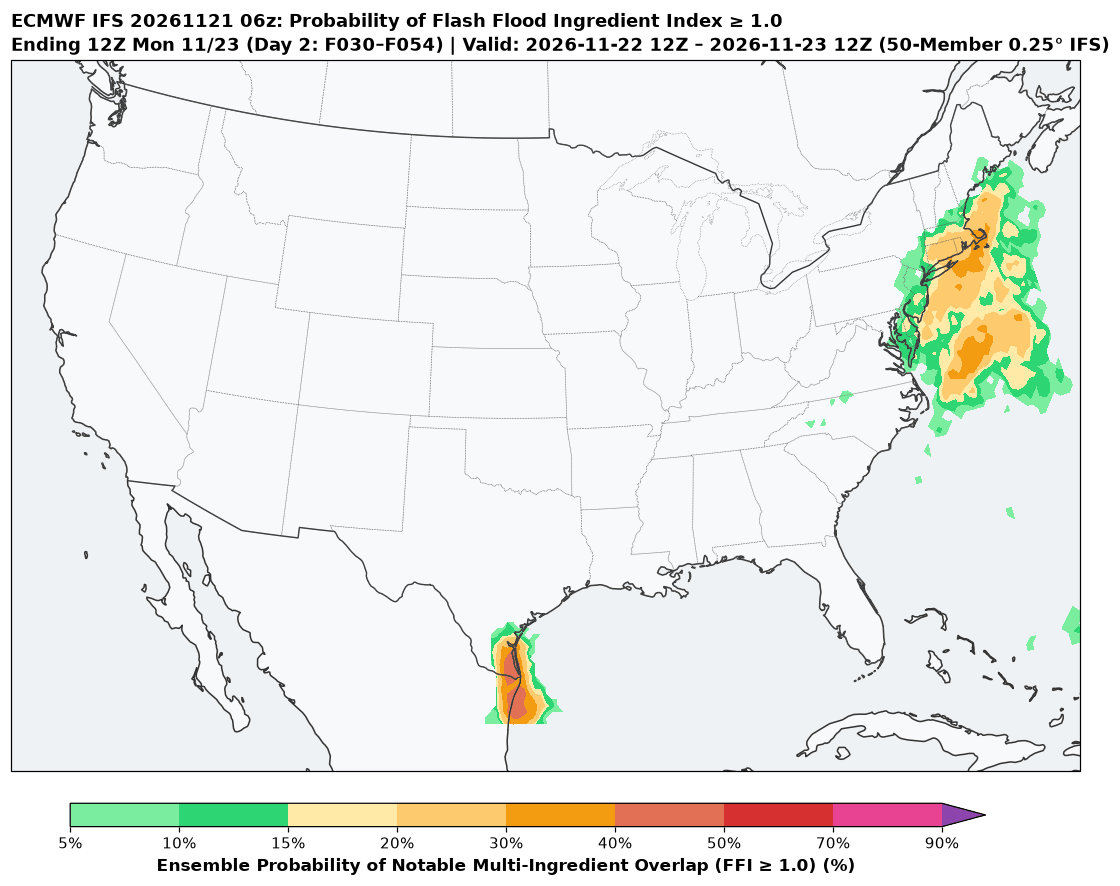 ECMWF IFS 20261121 06z: Probability of Flash Flood Ingredient Index ≥ 1.0
Ending 12Z Mon 11/23 (Day 2: F030–F054) | Valid: 2026-11-22 12Z – 2026-11-23 12Z (50-Member 0.25° IFS)
5% 10% 15% 20% 30% 40% 50% 70% 90%
Ensemble Probability of Notable Multi-Ingredient Overlap (FFI ≥ 1.0) (%)